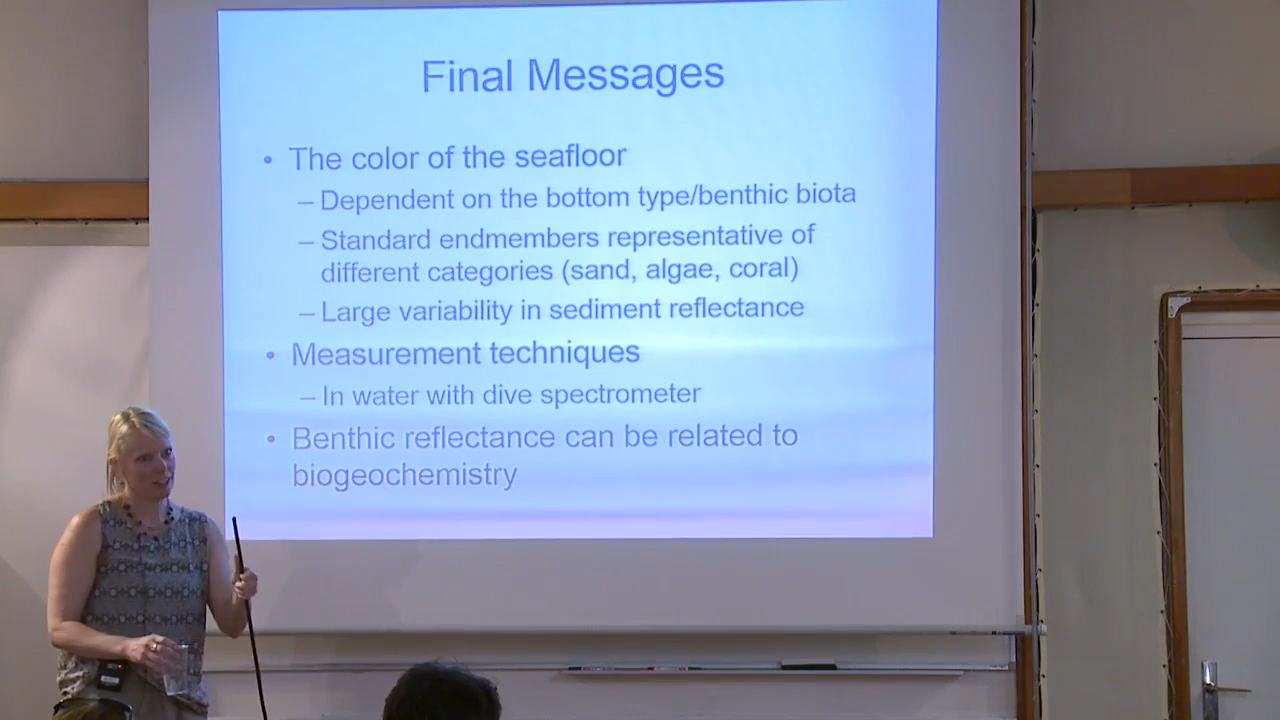 Final Messages
• The color of the seafloor
– Dependent on the bottom type/benthic biota
– Standard endmembers representative of
different categories (sand, algae, coral)
– Large variability in sediment reflectance
• Measurement techniques
– In water with dive spectrometer
• Benthic reflectance can be related to
biogeochemistry